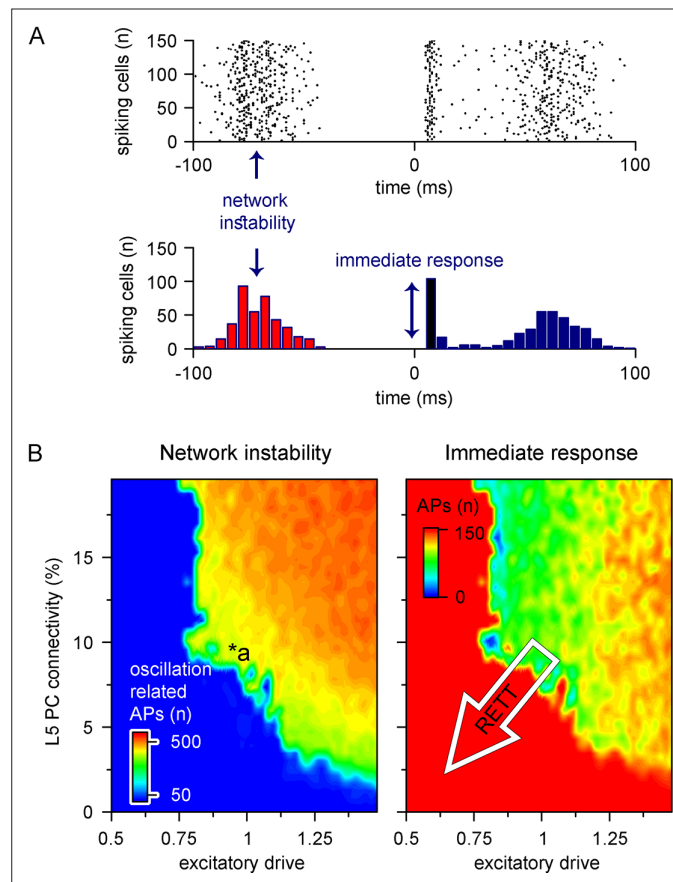 A
spiking cells (n)
150
100
50
0
-100
0
100
time (ms)
network
instability
spiking cells (n)
150
100
50
0
immediate response
-100
0
100
time (ms)
B
Network instability
Immediate response
L5 PC connectivity (%)
15
10
5
0
*a
oscillation
related
APs (n)
500
50
0.5
0.75
1
1.25
excitatory drive
APs (n)
150
0
RETT
0.5
0.75
1
1.25
excitatory drive